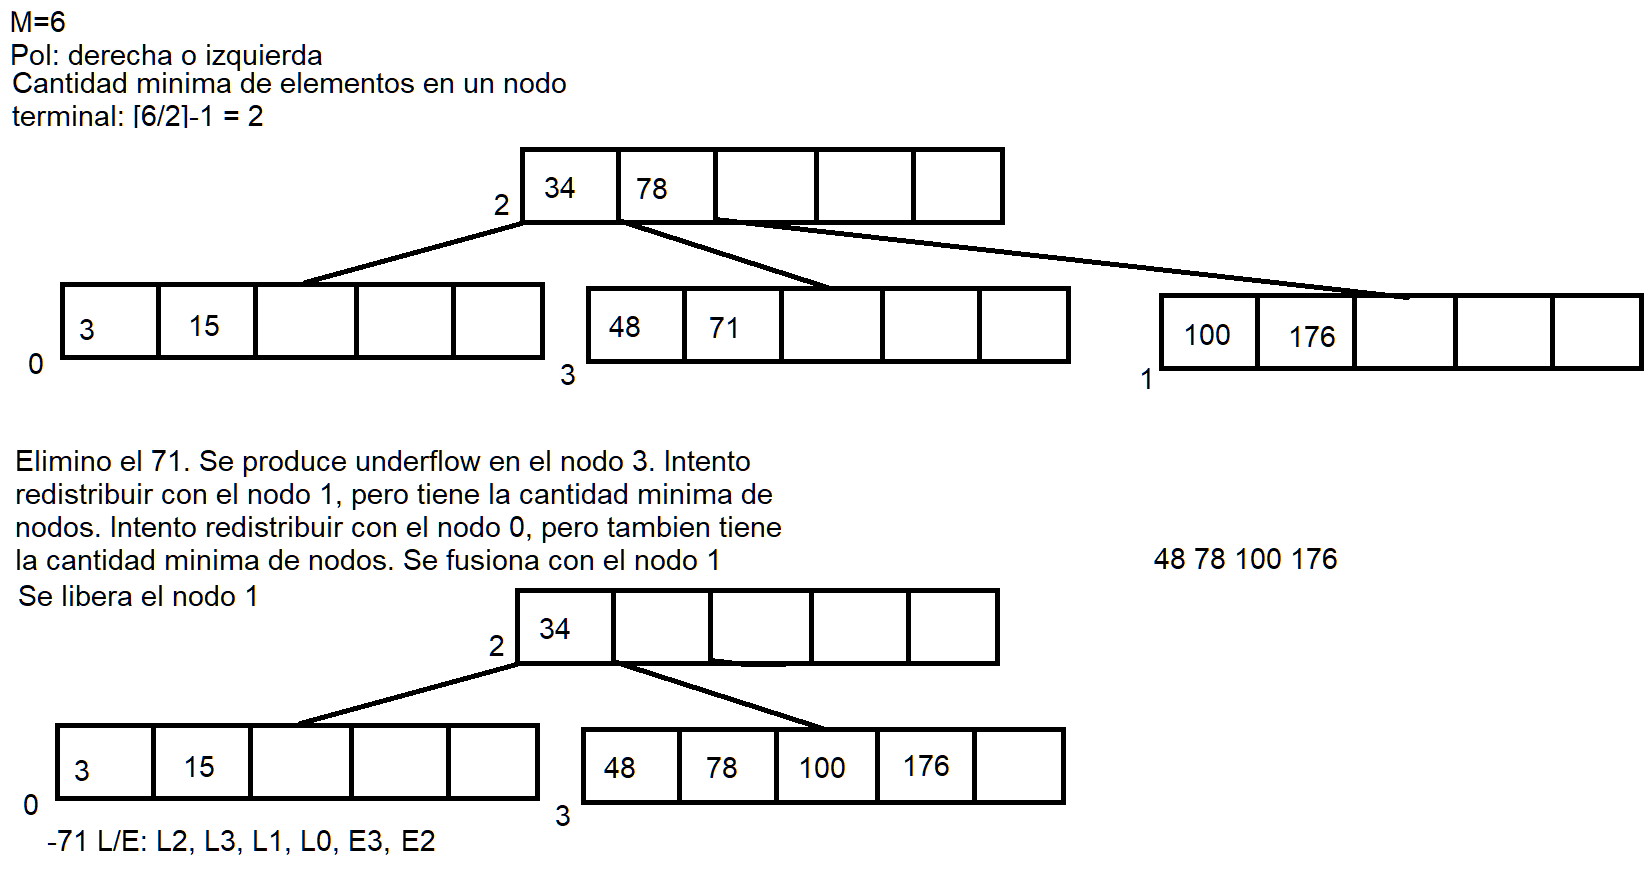 M=6
Pol: derecha o izquierda
Cantidad minima de elementos en un nodo
terminal: ⌈6/2⌉-1 = 2
2 34 78
0 3 15
3 48 71
1 100 176
Elimino el 71. Se produce underflow en el nodo 3. Intento
redistribuir con el nodo 1, pero tiene la cantidad minima de
nodos. Intento redistribuir con el nodo 0, pero tambien tiene
la cantidad minima de nodos. Se fusiona con el nodo 1
48 78 100 176
Se libera el nodo 1
2 34
0 3 15
3 48 78 100 176
-71 L/E: L2, L3, L1, L0, E3, E2